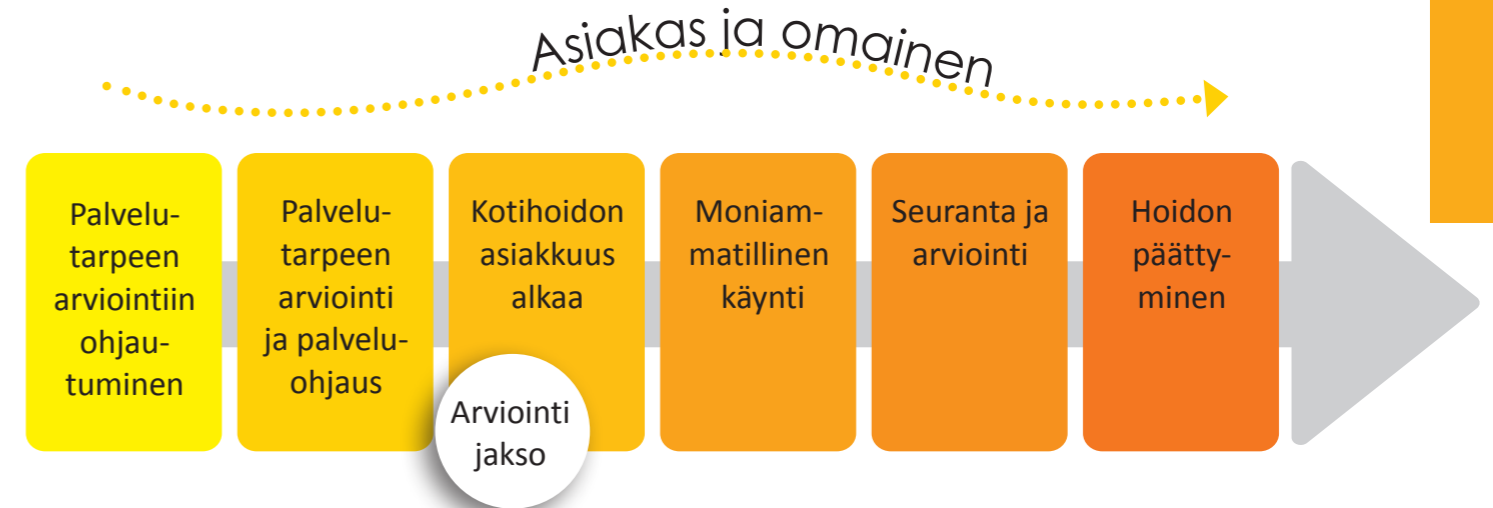 Asiakas ja omainen
Palvelu-
tarpeen
arviointiin
ohjau-
tuminen
Palvelu-
tarpeen
arviointi
ja palvelu-
ohjaus
Kotihoidon
asiakkuus
alkaa
Arviointi
jakso
Moniam-
matillinen
käynti
Seuranta ja
arviointi
Hoidon
päätty-
minen